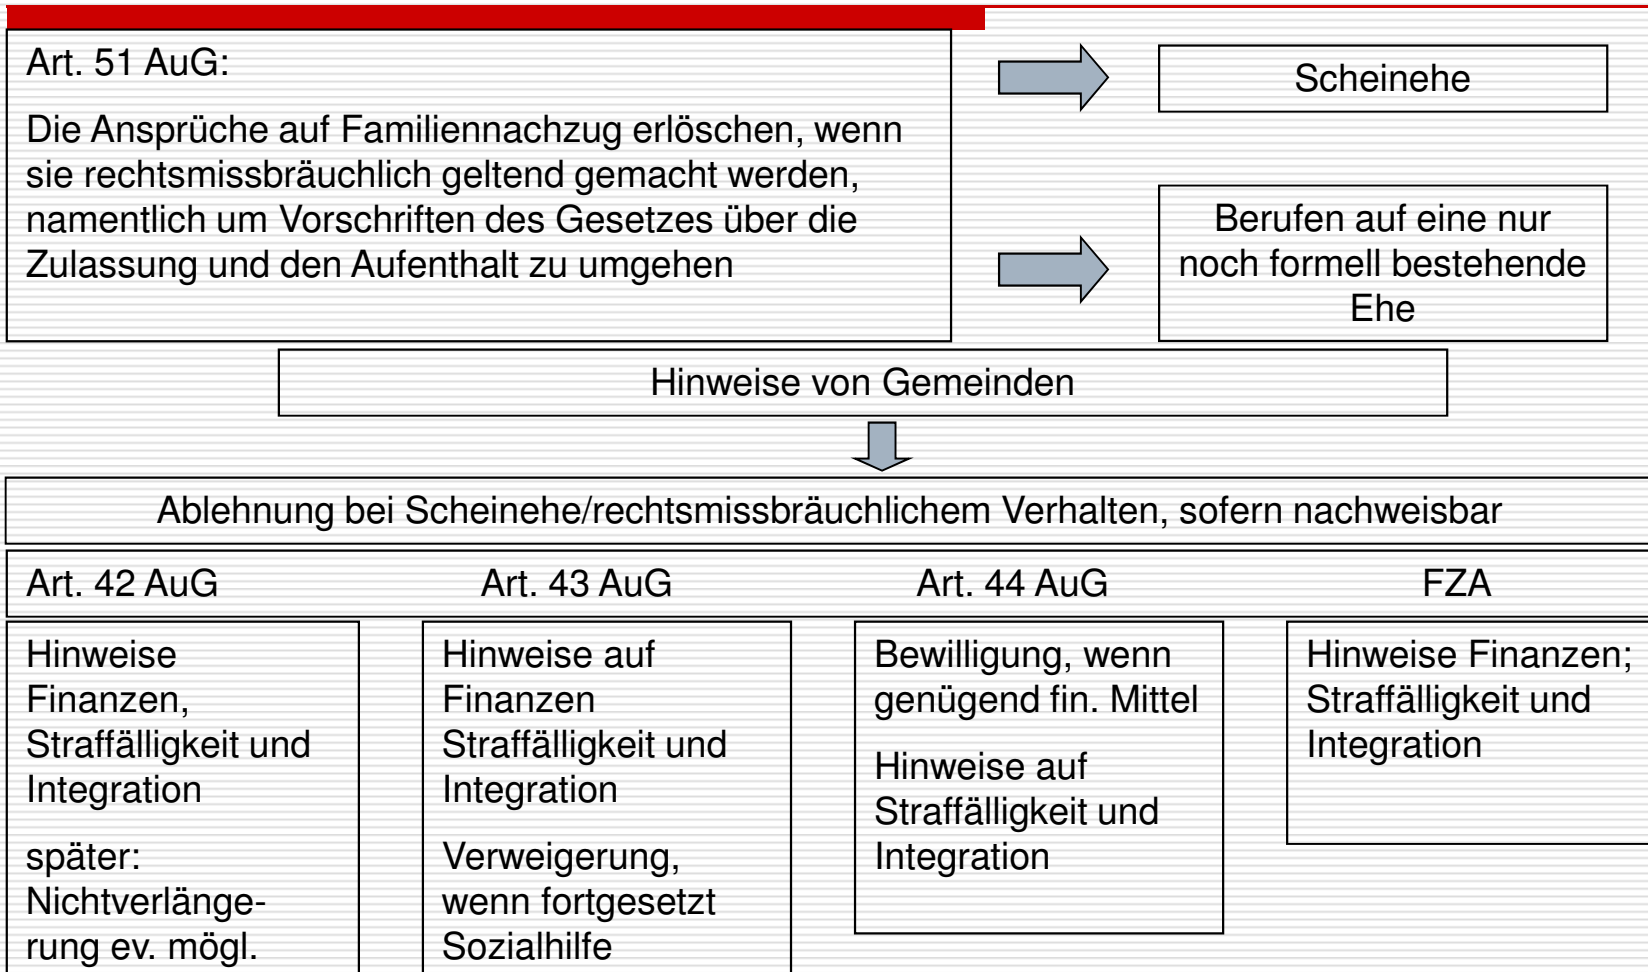 Art. 51 AuG:
Die Ansprüche auf Familiennachzug erlöschen, wenn
sie rechtsmissbräuchlich geltend gemacht werden,
namentlich um Vorschriften des Gesetzes über die
Zulassung und den Aufenthalt zu umgehen
Scheinehe
Berufen auf eine nur
noch formell bestehende
Ehe
Hinweise von Gemeinden
Ablehnung bei Scheinehe/rechtsmissbräuchlichem Verhalten, sofern nachweisbar
Art. 42 AuG
Art. 43 AuG
Art. 44 AuG
FZA
Hinweise
Finanzen,
Straffälligkeit und
Integration
später:
Nichtverlänge-
rung ev. mögl.
Hinweise auf
Finanzen
Straffälligkeit und
Integration
Verweigerung,
wenn fortgesetzt
Sozialhilfe
Bewilligung, wenn
genügend fin. Mittel
Hinweise auf
Straffälligkeit und
Integration
Hinweise Finanzen;
Straffälligkeit und
Integration